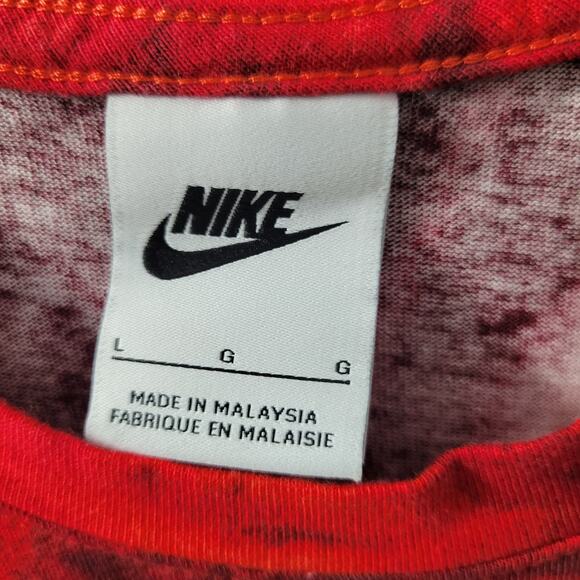 NIKE
L G G
MADE IN MALAYSIA
FABRIQUE EN MALAISIE